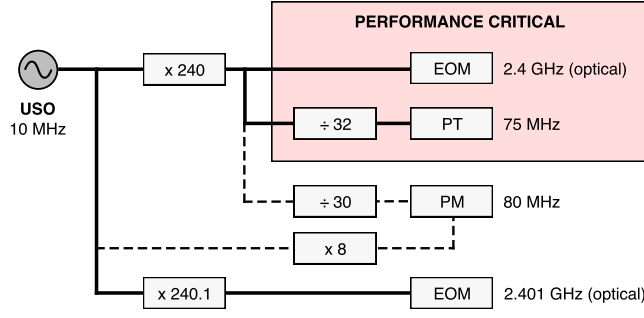 PERFORMANCE CRITICAL
x 240
EOM
2.4 GHz (optical)
USO
10 MHz
÷ 32
PT
75 MHz
÷ 30
PM
80 MHz
x 8
x 240.1
EOM
2.401 GHz (optical)